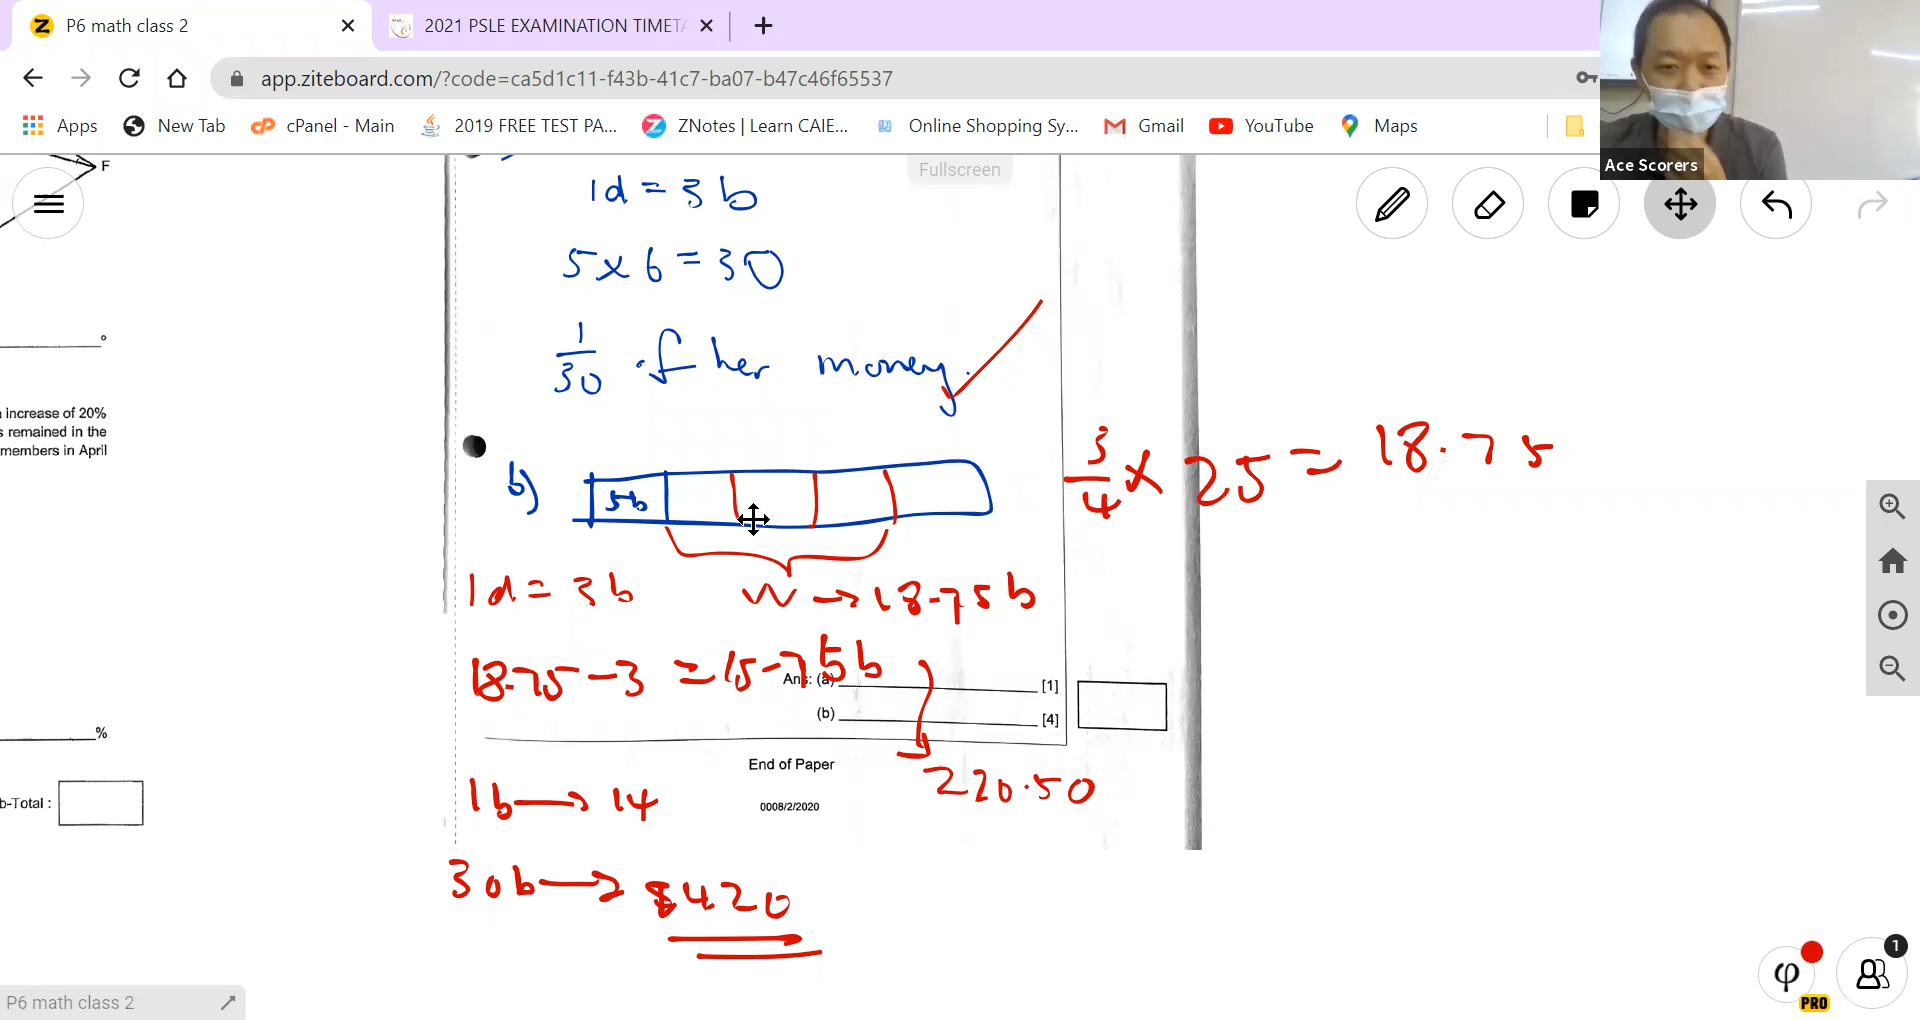 P6 math class 2
2021 PSLE EXAMINATION TIMET
app.ziteboard.com/?code=ca5d1c11-f43b-41c7-ba07-b47c46f65537
Apps
New Tab
cPanel - Main
2019 FREE TEST PA...
ZNotes | Learn CAIE...
Online Shopping Sy...
Gmail
YouTube
Maps
Ace Scorers
Fullscreen
F
1d = 3b
5 x 6 = 30
1/30 of her money.
increase of 20%
s remained in the
members in April
b)
5b
3/4 x 25 = 18.75
1d = 3b
W → 18.75b
18.75 - 3 = 15.75b
Ans: (a) [1]
(b) [4]
%
End of Paper
220.50
b-Total :
1b → 14
0008/2/2020
30b → $420
P6 math class 2
φ
PRO
1